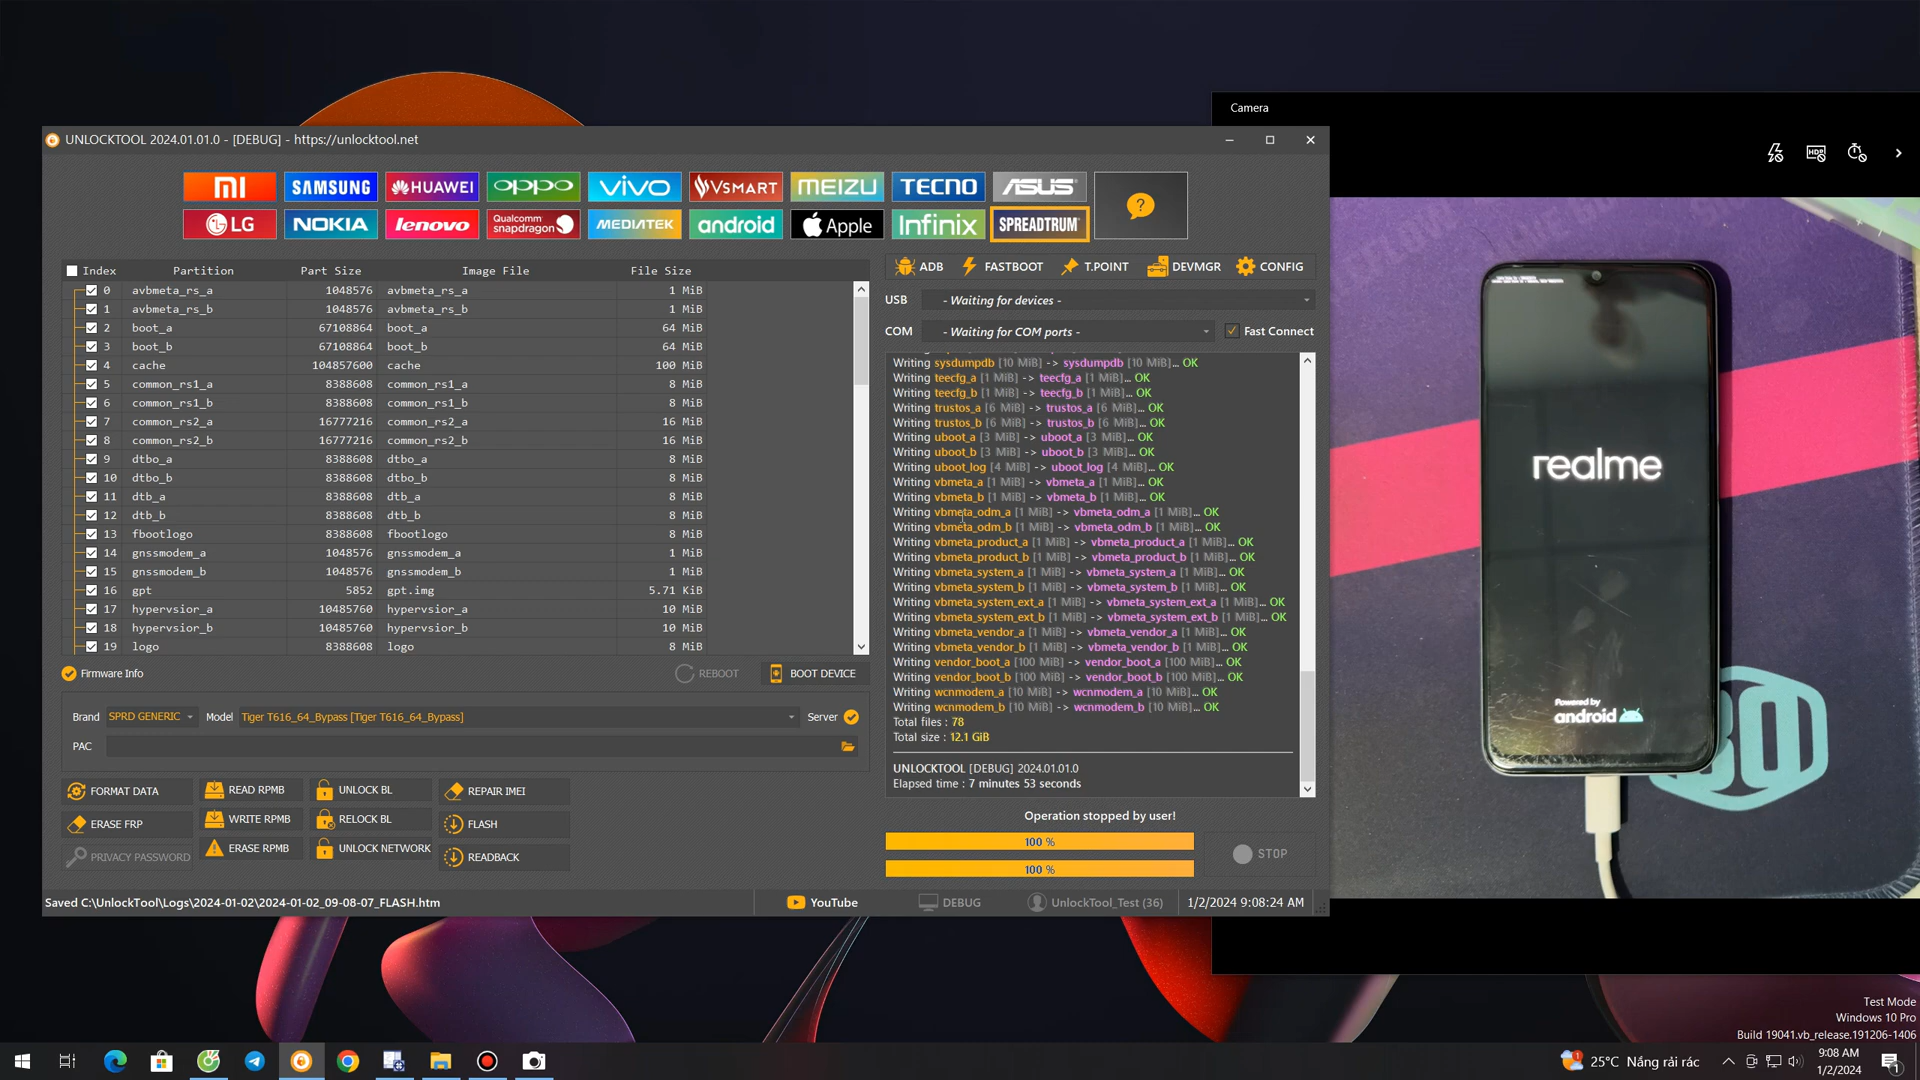 Camera
UNLOCKTOOL 2024.01.01.0 - [DEBUG] - https://unlocktool.net
MI SAMSUNG HUAWEI OPPO vivo VSMART MEIZU TECNO ASUS ?
LG NOKIA lenovo Qualcomm snapdragon MEDIATEK android Apple Infinix SPREADTRUM
ADB FASTBOOT T.POINT DEVMGR CONFIG
USB - Waiting for devices -
COM - Waiting for COM ports - Fast Connect
Index Partition Part Size Image File File Size
0 avbmeta_rs_a 1048576 avbmeta_rs_a 1 MiB
1 avbmeta_rs_b 1048576 avbmeta_rs_b 1 MiB
2 boot_a 67108864 boot_a 64 MiB
3 boot_b 67108864 boot_b 64 MiB
4 cache 104857600 cache 100 MiB
5 common_rs1_a 8388608 common_rs1_a 8 MiB
6 common_rs1_b 8388608 common_rs1_b 8 MiB
7 common_rs2_a 16777216 common_rs2_a 16 MiB
8 common_rs2_b 16777216 common_rs2_b 16 MiB
9 dtbo_a 8388608 dtbo_a 8 MiB
10 dtbo_b 8388608 dtbo_b 8 MiB
11 dtb_a 8388608 dtb_a 8 MiB
12 dtb_b 8388608 dtb_b 8 MiB
13 fbootlogo 8388608 fbootlogo 8 MiB
14 gnssmodem_a 1048576 gnssmodem_a 1 MiB
15 gnssmodem_b 1048576 gnssmodem_b 1 MiB
16 gpt 5852 gpt.img 5.71 KiB
17 hypervsior_a 10485760 hypervsior_a 10 MiB
18 hypervsior_b 10485760 hypervsior_b 10 MiB
19 logo 8388608 logo 8 MiB
Firmware Info REBOOT BOOT DEVICE
Brand SPRD GENERIC Model Tiger T616_64_Bypass [Tiger T616_64_Bypass] Server
PAC
FORMAT DATA READ RPMB UNLOCK BL REPAIR IMEI
ERASE FRP WRITE RPMB RELOCK BL FLASH
PRIVACY PASSWORD ERASE RPMB UNLOCK NETWORK READBACK
Writing sysdumpdb [10 MiB] -> sysdumpdb [10 MiB]... OK
Writing teecfg_a [1 MiB] -> teecfg_a [1 MiB]... OK
Writing teecfg_b [1 MiB] -> teecfg_b [1 MiB]... OK
Writing trustos_a [6 MiB] -> trustos_a [6 MiB]... OK
Writing trustos_b [6 MiB] -> trustos_b [6 MiB]... OK
Writing uboot_a [3 MiB] -> uboot_a [3 MiB]... OK
Writing uboot_b [3 MiB] -> uboot_b [3 MiB]... OK
Writing uboot_log [4 MiB] -> uboot_log [4 MiB]... OK
Writing vbmeta_a [1 MiB] -> vbmeta_a [1 MiB]... OK
Writing vbmeta_b [1 MiB] -> vbmeta_b [1 MiB]... OK
Writing vbmeta_odm_a [1 MiB] -> vbmeta_odm_a [1 MiB]... OK
Writing vbmeta_odm_b [1 MiB] -> vbmeta_odm_b [1 MiB]... OK
Writing vbmeta_product_a [1 MiB] -> vbmeta_product_a [1 MiB]... OK
Writing vbmeta_product_b [1 MiB] -> vbmeta_product_b [1 MiB]... OK
Writing vbmeta_system_a [1 MiB] -> vbmeta_system_a [1 MiB]... OK
Writing vbmeta_system_b [1 MiB] -> vbmeta_system_b [1 MiB]... OK
Writing vbmeta_system_ext_a [1 MiB] -> vbmeta_system_ext_a [1 MiB]... OK
Writing vbmeta_system_ext_b [1 MiB] -> vbmeta_system_ext_b [1 MiB]... OK
Writing vbmeta_vendor_a [1 MiB] -> vbmeta_vendor_a [1 MiB]... OK
Writing vbmeta_vendor_b [1 MiB] -> vbmeta_vendor_b [1 MiB]... OK
Writing vendor_boot_a [100 MiB] -> vendor_boot_a [100 MiB]... OK
Writing vendor_boot_b [100 MiB] -> vendor_boot_b [100 MiB]... OK
Writing wcnmodem_a [10 MiB] -> wcnmodem_a [10 MiB]... OK
Writing wcnmodem_b [10 MiB] -> wcnmodem_b [10 MiB]... OK
Total files : 78
Total size : 12.1 GiB
UNLOCKTOOL [DEBUG] 2024.01.01.0
Elapsed time : 7 minutes 53 seconds
Operation stopped by user!
100 %
100 %
STOP
Saved C:\UnlockTool\Logs\2024-01-02\2024-01-02_09-08-07_FLASH.htm YouTube DEBUG UnlockTool_Test (36) 1/2/2024 9:08:24 AM
realme
Powered by
android
Test Mode
Windows 10 Pro
Build 19041.vb_release.191206-1406
25°C Nắng rải rác
9:08 AM
1/2/2024